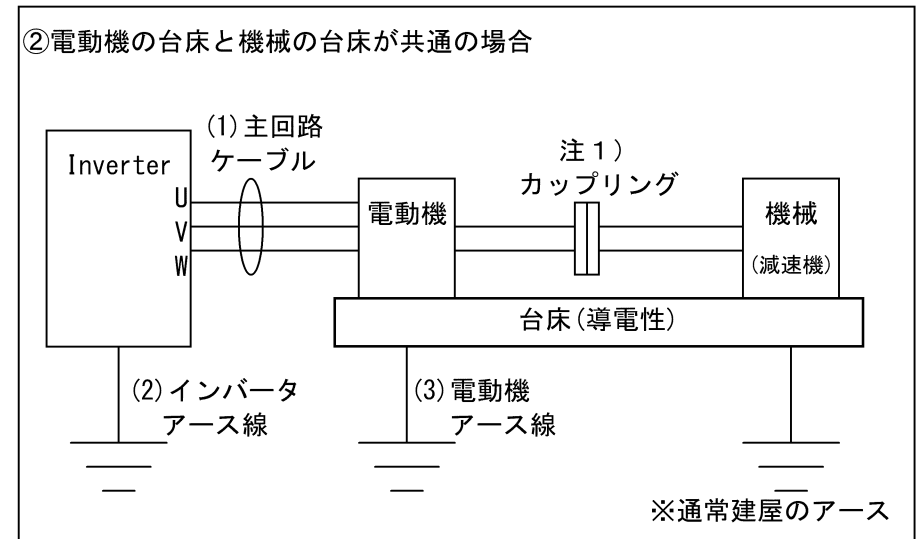 ②電動機の台床と機械の台床が共通の場合
(1)主回路
ケーブル
Inverter
U
V
W
注１）
カップリング
電動機
機械
(減速機)
台床(導電性)
(2)インバータ
アース線
(3)電動機
アース線
※通常建屋のアース